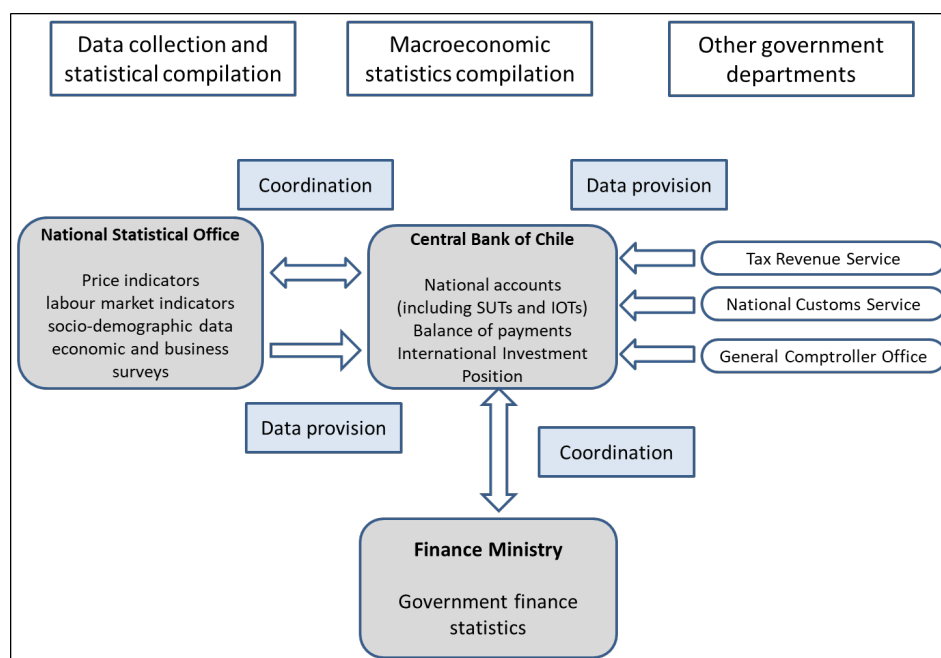 Data collection and
statistical compilation
Macroeconomic
statistics compilation
Other government
departments
Coordination
Data provision
National Statistical Office
Price indicators
labour market indicators
socio-demographic data
economic and business
surveys
Central Bank of Chile
National accounts
(including SUTs and IOTs)
Balance of payments
International Investment
Position
Tax Revenue Service
National Customs Service
General Comptroller Office
Data provision
Coordination
Finance Ministry
Government finance
statistics